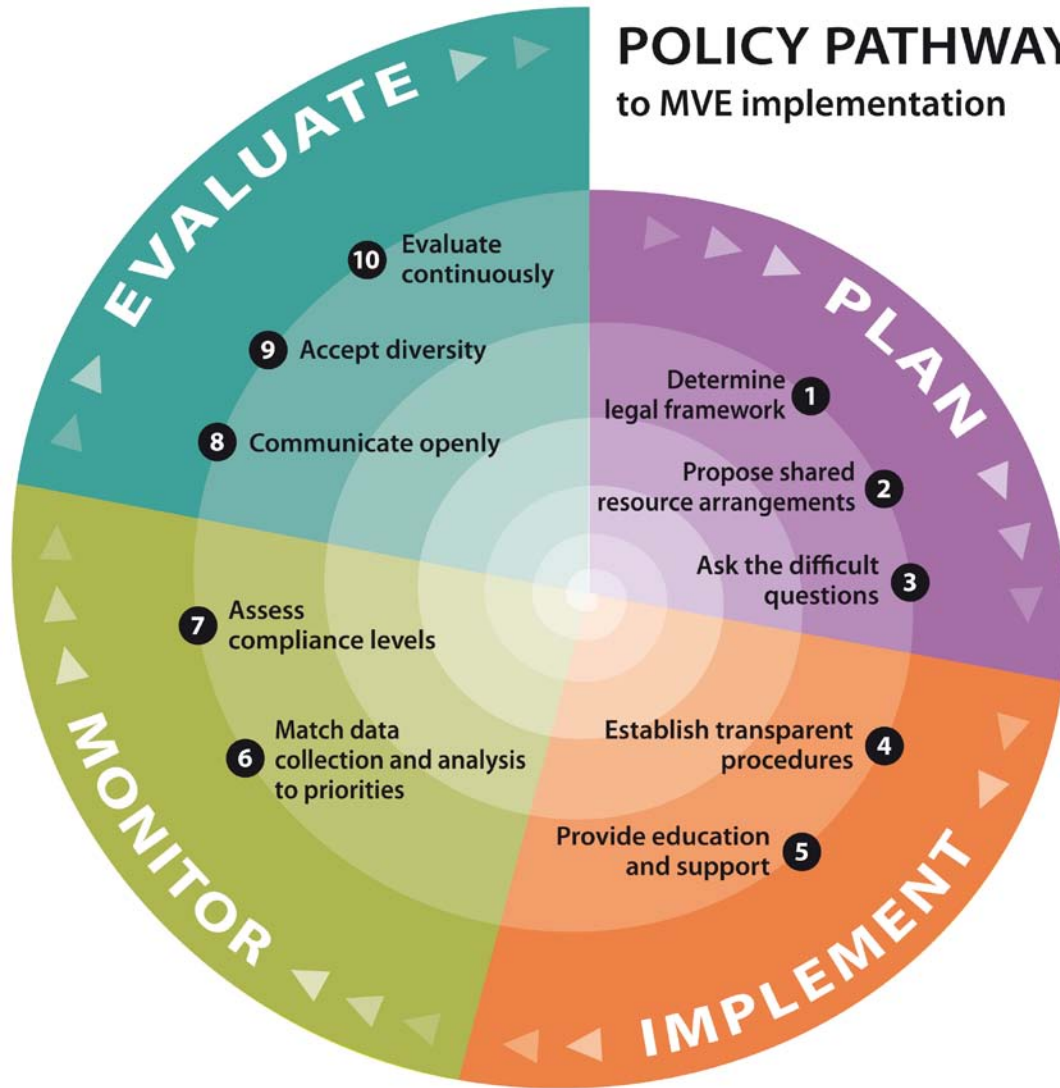 POLICY PATHWAY
to MVE implementation
PLAN
1
Determine
legal framework
2
Propose shared
resource arrangements
3
Ask the difficult
questions
IMPLEMENT
4
Establish transparent
procedures
5
Provide education
and support
MONITOR
6
Match data
collection and analysis
to priorities
7
Assess
compliance levels
EVALUATE
8
Communicate openly
9
Accept diversity
10
Evaluate
continuously